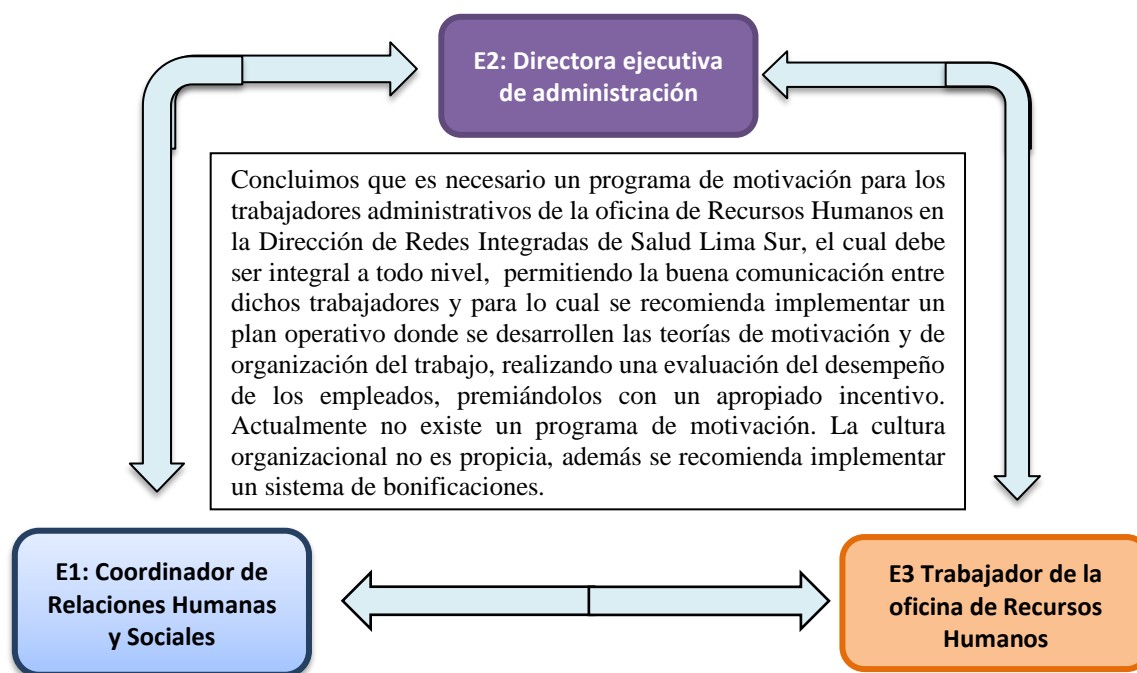 E2: Directora ejecutiva
de administración
Concluimos que es necesario un programa de motivación para los
trabajadores administrativos de la oficina de Recursos Humanos en
la Dirección de Redes Integradas de Salud Lima Sur, el cual debe
ser integral a todo nivel, permitiendo la buena comunicación entre
dichos trabajadores y para lo cual se recomienda implementar un
plan operativo donde se desarrollen las teorías de motivación y de
organización del trabajo, realizando una evaluación del desempeño
de los empleados, premiándolos con un apropiado incentivo.
Actualmente no existe un programa de motivación. La cultura
organizacional no es propicia, además se recomienda implementar
un sistema de bonificaciones.
E1: Coordinador de
Relaciones Humanas
y Sociales
E3 Trabajador de la
oficina de Recursos
Humanos